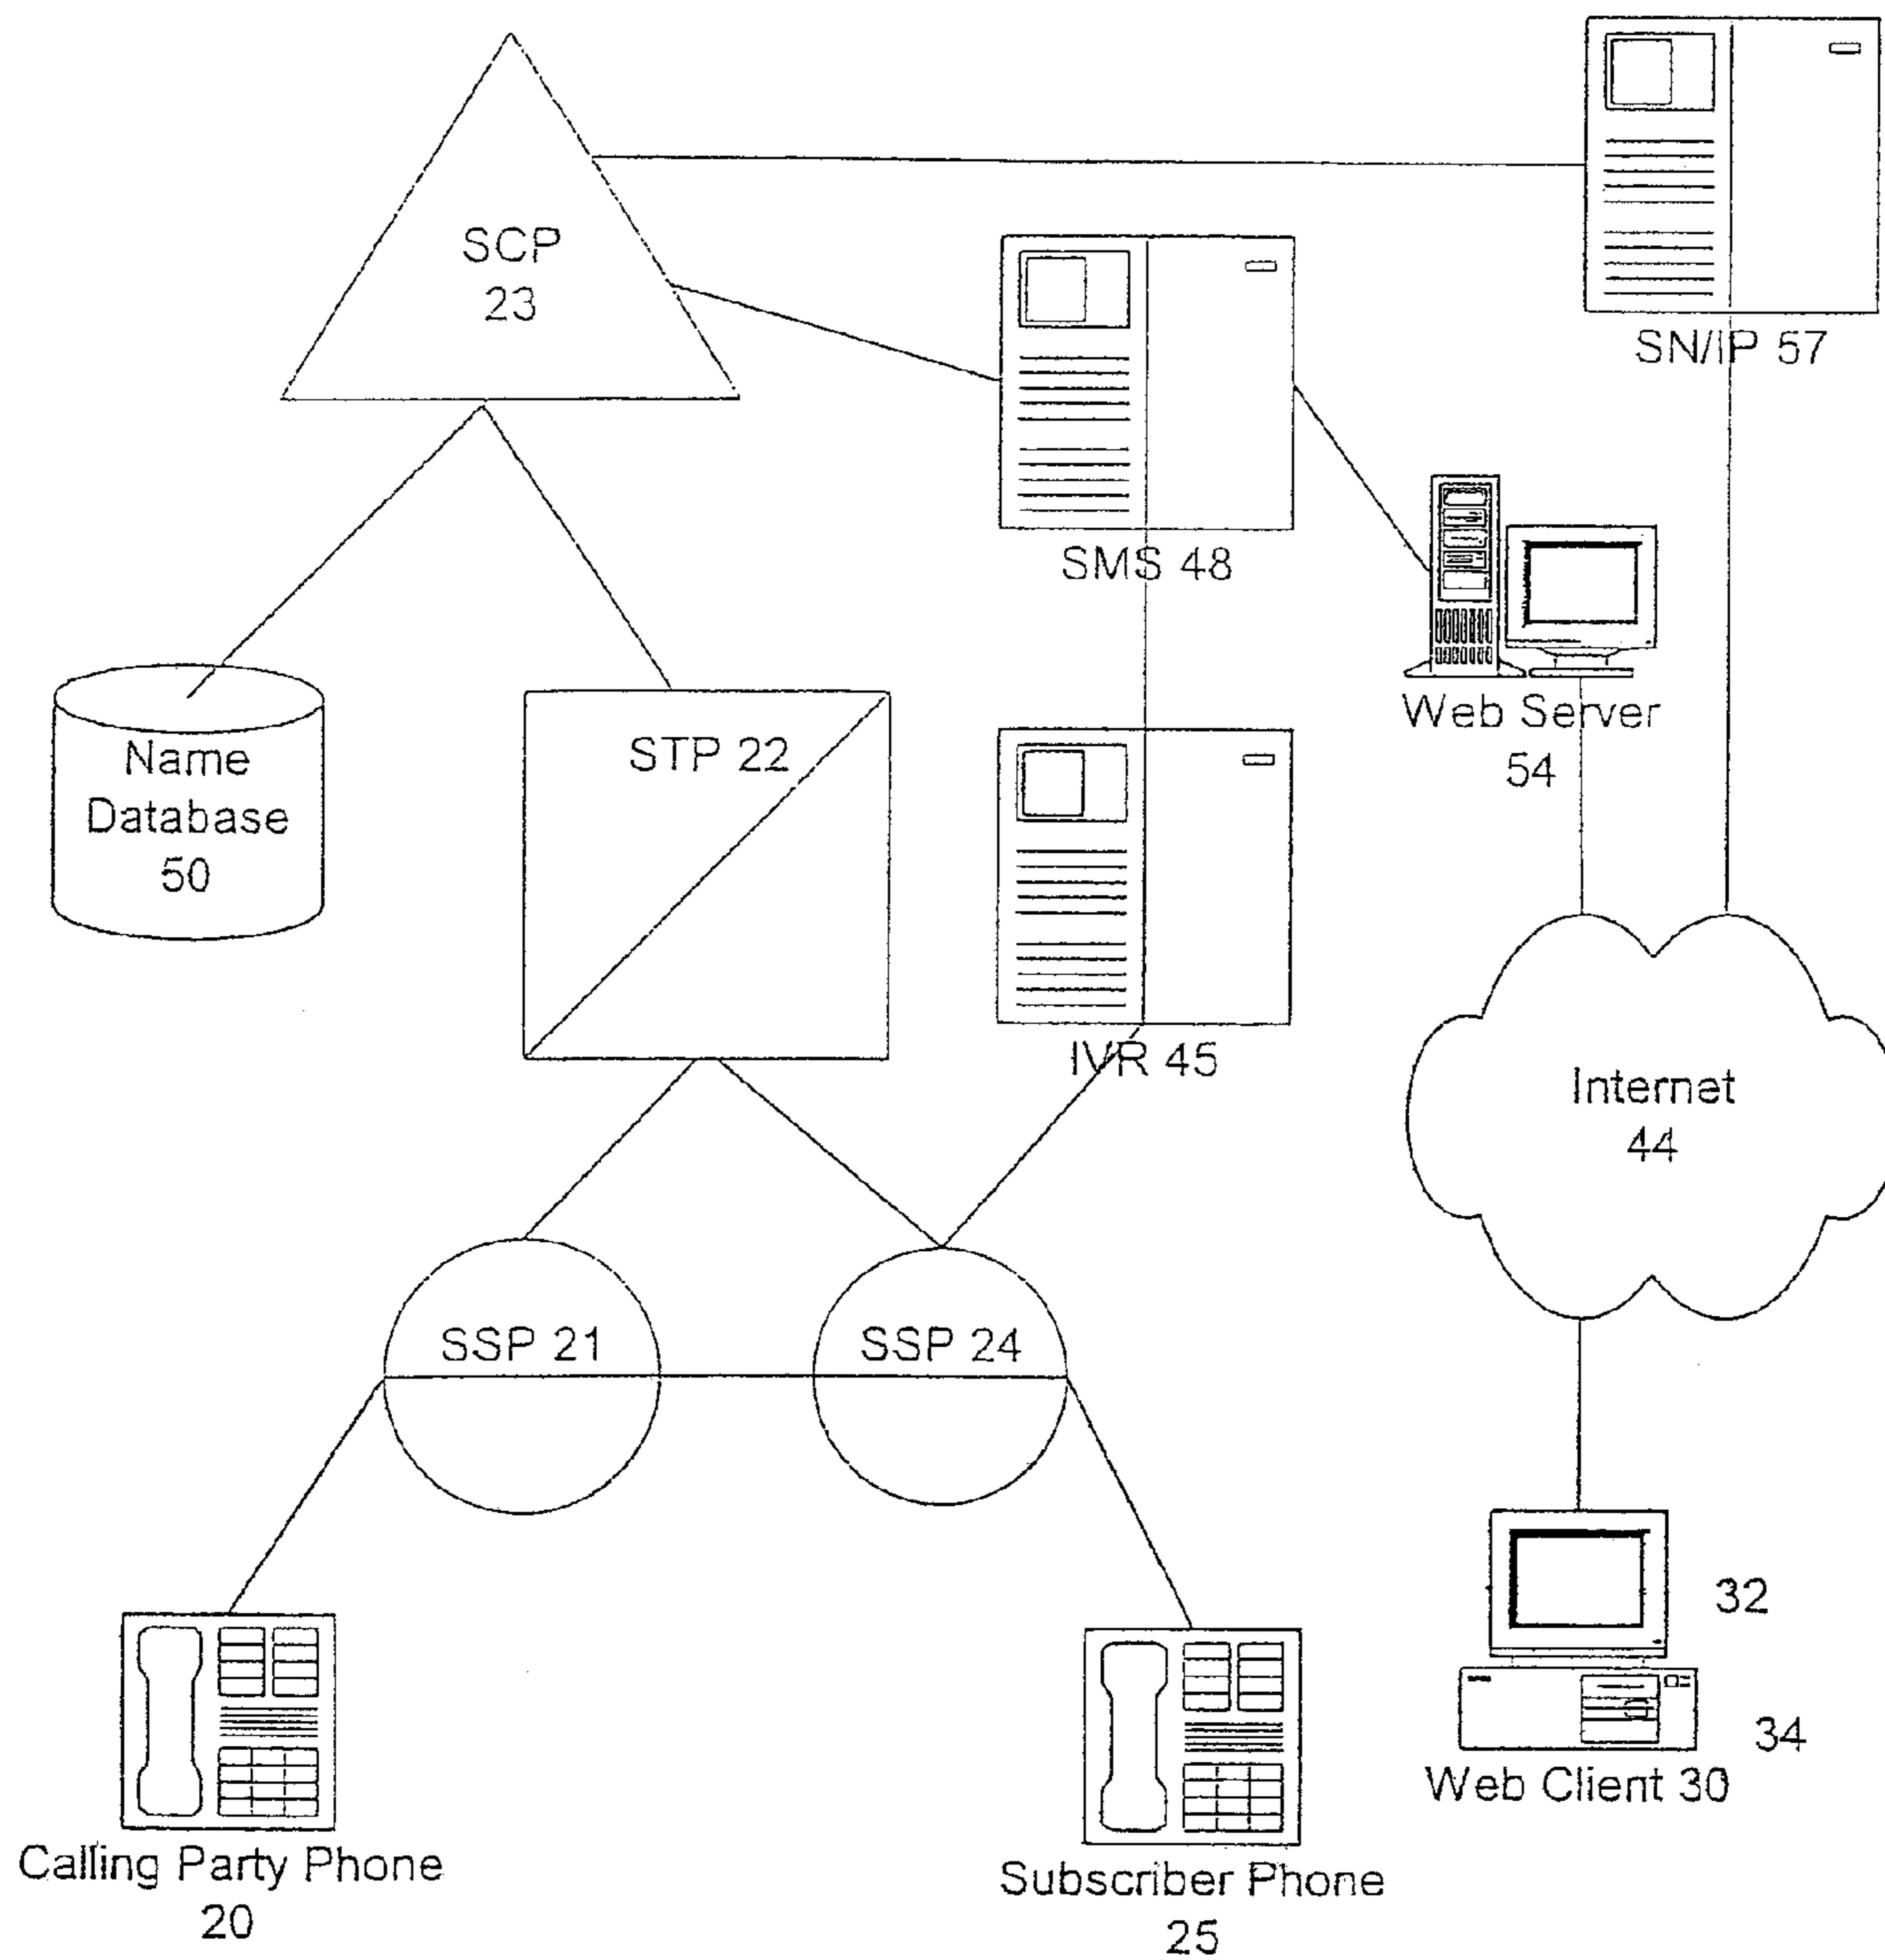 SCP
23
SN/IP 57
SMS 48
Web Server
54
Name
Database
50
STP 22
IVR 45
Internet
44
SSP 21
SSP 24
32
34
Web Client 30
Calling Party Phone
20
Subscriber Phone
25